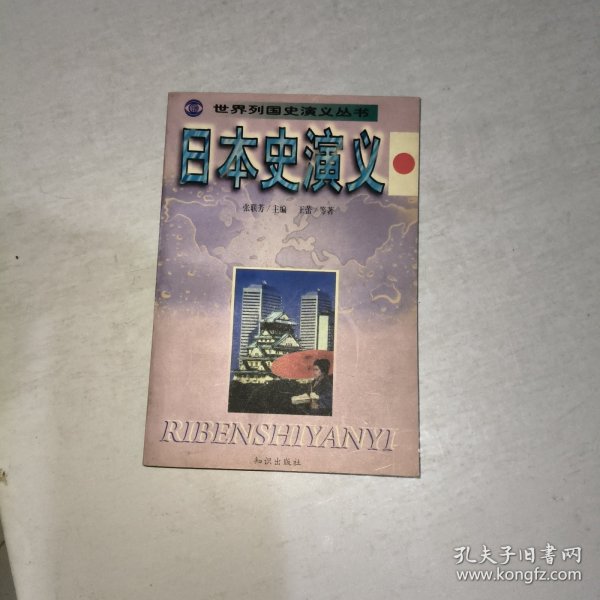 世界列国史演义丛书
日本史演义
张联芳/主编 王蕾/等著
RIBENSHIYANYI
知识出版社
孔夫子旧书网
www.kongfz.com